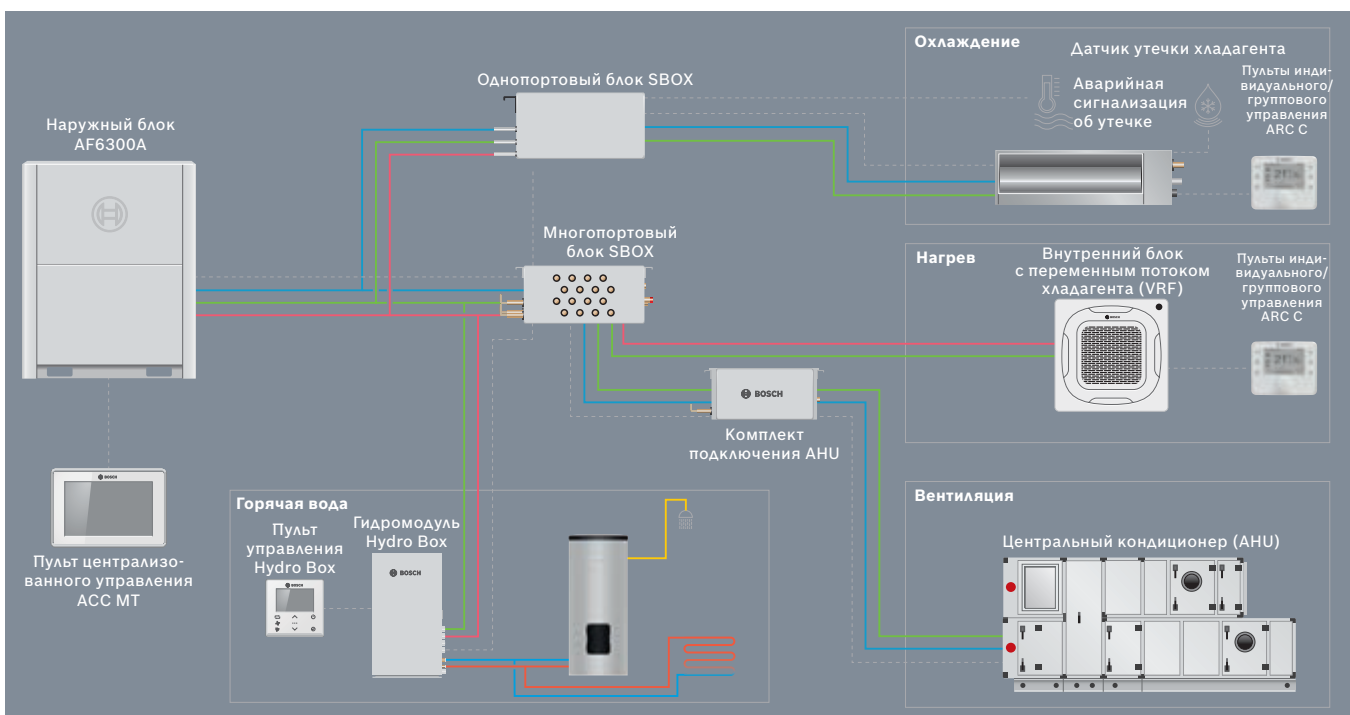 Наружный блок
AF6300A
Однопортовый блок SBOX
Многопортовый
блок SBOX
Охлаждение
Датчик утечки хладагента
Аварийная
сигнализация
об утечке
Пульты инди-
видуального/
группового
управления
ARC C
Нагрев
Внутренний блок
с переменным потоком
хладагента (VRF)
BOSCH
Пульты инди-
видуального/
группового
управления
ARC C
BOSCH
Комплект
подключения AHU
BOSCH
Пульт централизо-
ванного управления
ACC MT
Горячая вода
Пульт
управления
Hydro Box
BOSCH
Гидромодуль
Hydro Box
BOSCH
Вентиляция
Центральный кондиционер (AHU)